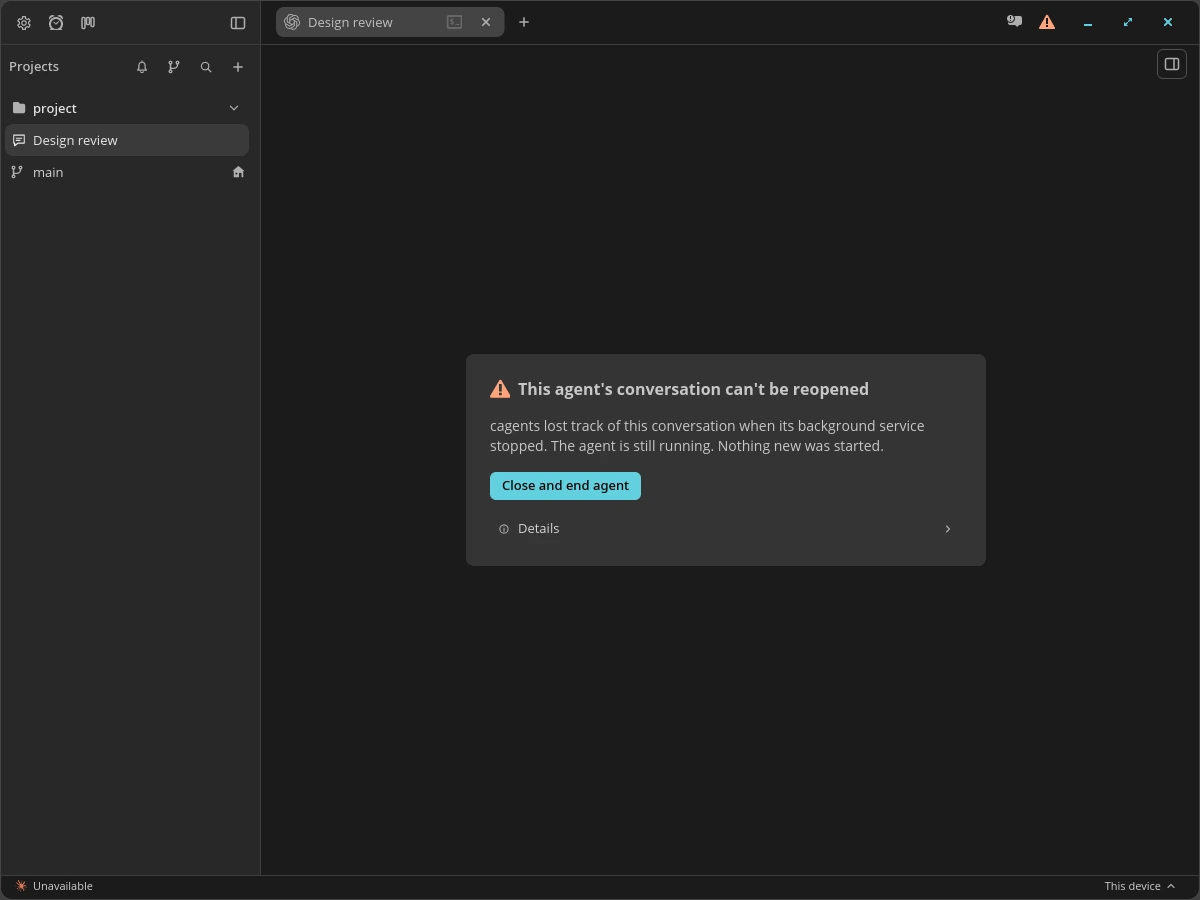 Design review
Projects
project
Design review
main
This agent's conversation can't be reopened
cagents lost track of this conversation when its background service
stopped. The agent is still running. Nothing new was started.
Close and end agent
Details
Unavailable
This device